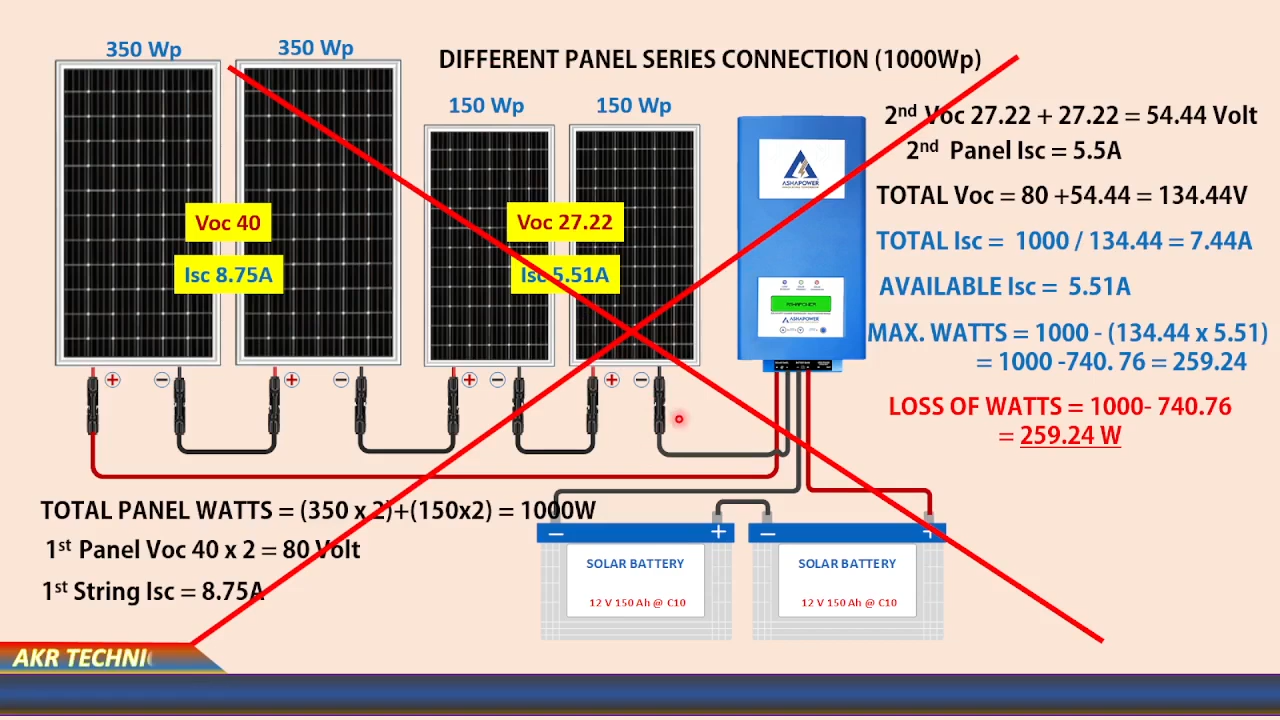 350 Wp
350 Wp
DIFFERENT PANEL SERIES CONNECTION (1000Wp)
150 Wp
150 Wp
2nd Voc 27.22 + 27.22 = 54.44 Volt
2nd Panel Isc = 5.5A
TOTAL Voc = 80 +54.44 = 134.44V
TOTAL Isc = 1000 / 134.44 = 7.44A
AVAILABLE Isc = 5.51A
MAX. WATTS = 1000 - (134.44 x 5.51)
= 1000 -740. 76 = 259.24
LOSS OF WATTS = 1000- 740.76
= 259.24 W
Voc 40
Isc 8.75A
Voc 27.22
Isc 5.51A
ASHAPOWER
ASHAPOWER
TOTAL PANEL WATTS = (350 x 2)+(150x2) = 1000W
1st Panel Voc 40 x 2 = 80 Volt
1st String Isc = 8.75A
SOLAR BATTERY
12 V 150 Ah @ C10
SOLAR BATTERY
12 V 150 Ah @ C10
AKR TECHNI